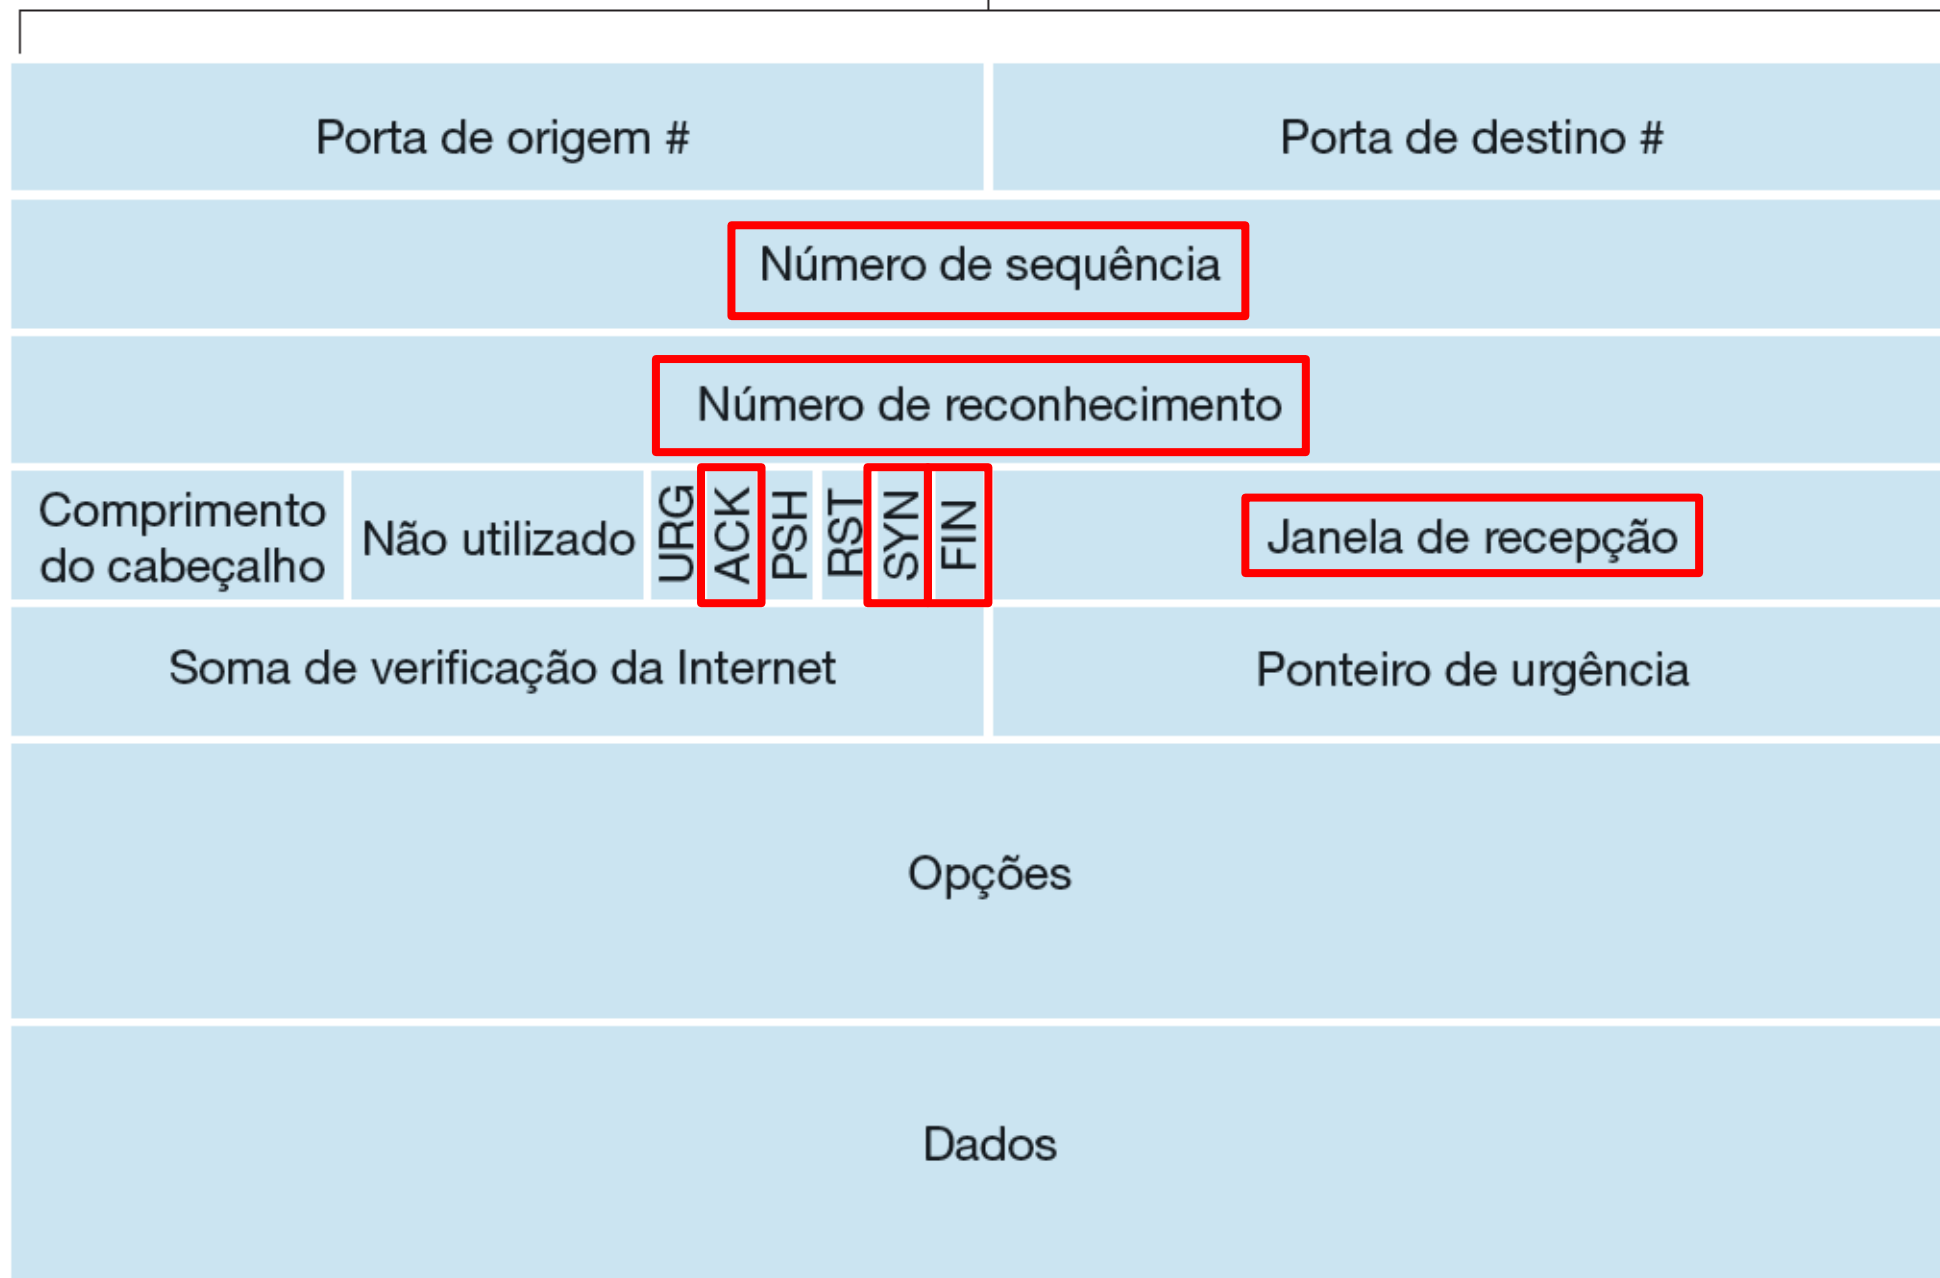 Porta de origem #
Porta de destino #
Número de sequência
Número de reconhecimento
Comprimento
do cabeçalho
Não utilizado
URG
ACK
PSH
RST
SYN
FIN
Janela de recepção
Soma de verificação da Internet
Ponteiro de urgência
Opções
Dados